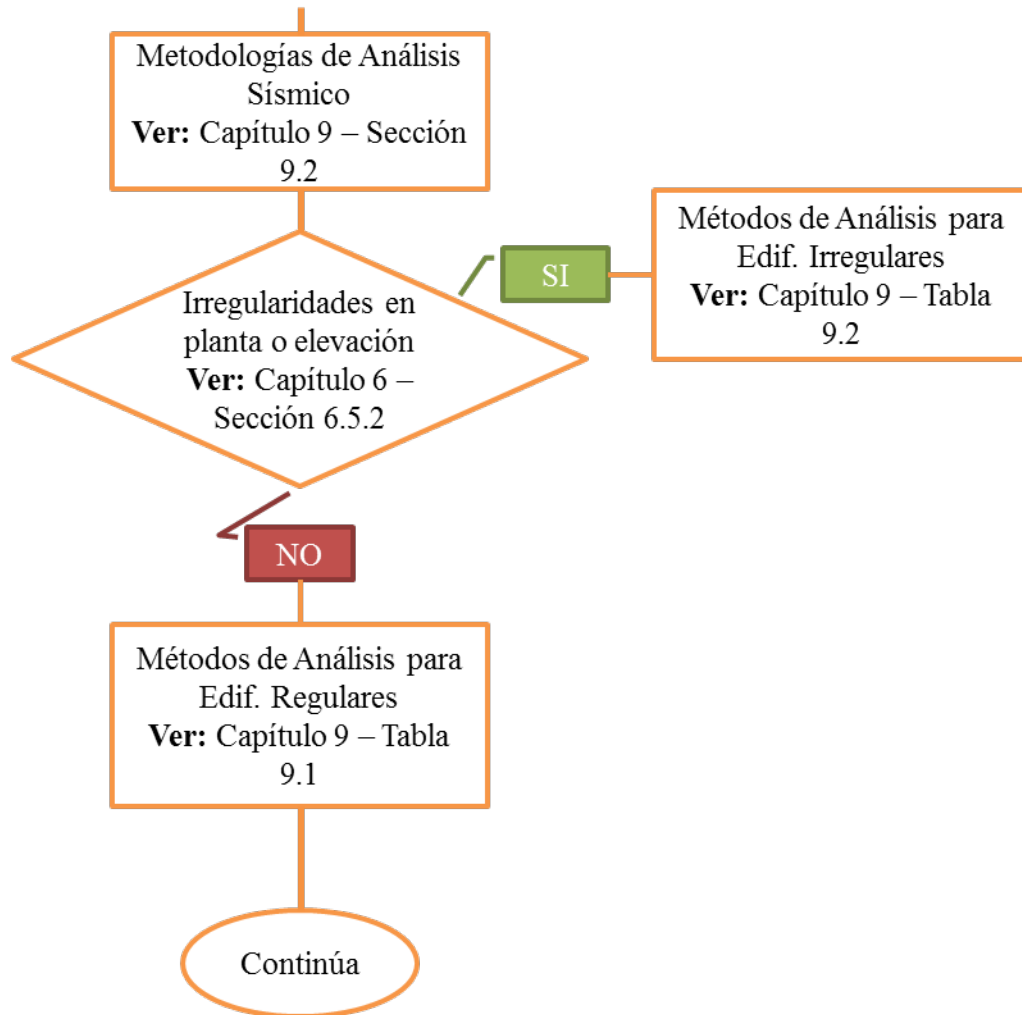 Metodologías de Análisis
Sísmico
Ver: Capítulo 9 – Sección
9.2
Irregularidades en
planta o elevación
Ver: Capítulo 6 –
Sección 6.5.2
SI
Métodos de Análisis para
Edif. Irregulares
Ver: Capítulo 9 – Tabla
9.2
NO
Métodos de Análisis para
Edif. Regulares
Ver: Capítulo 9 – Tabla
9.1
Continúa